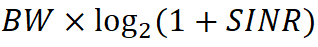 BW × log₂(1 + SINR)